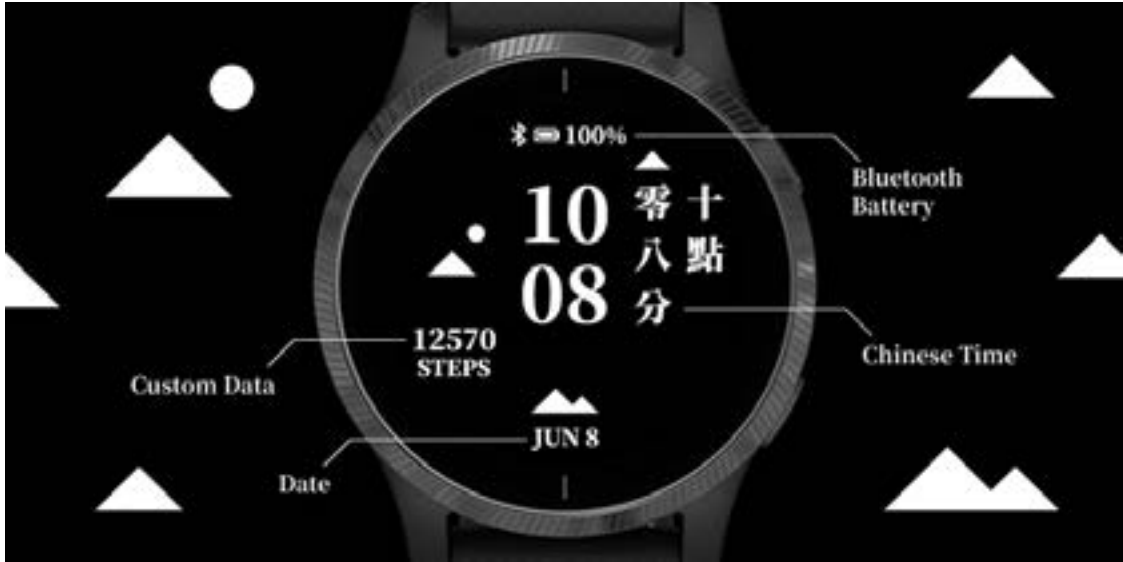 100%
10
08
十點
零八分
12570
STEPS
JUN 8
Bluetooth
Battery
Chinese Time
Custom Data
Date